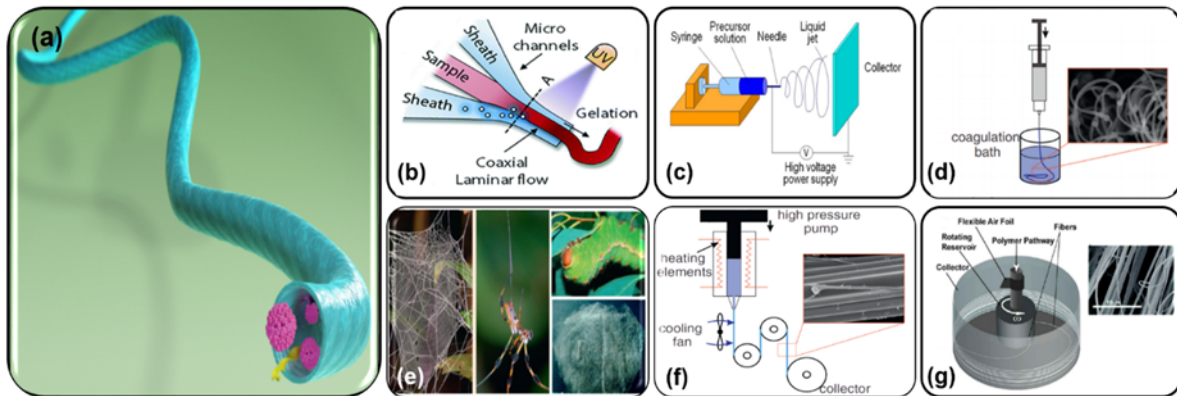 (a)
Sheath
Micro
channels
Sample
A
UV
Sheath
Gelation
Coaxial
Laminar flow
(b)
Syringe
Precursor
solution
Needle
Liquid
jet
Collector
V
High voltage
power supply
(c)
coagulation
bath
(d)
(e)
high pressure
pump
heating
elements
cooling
fan
collector
(f)
Flexible Air Foil
Rotating
Reservoir
Polymer Pathway
Fibers
Collector
(g)